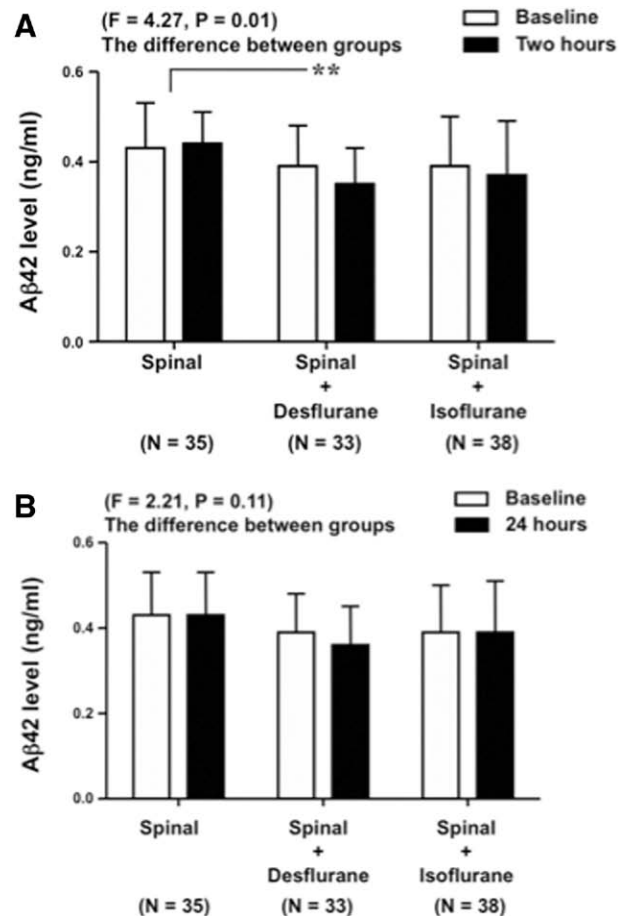 A
(F = 4.27, P = 0.01)
The difference between groups
Baseline
Two hours
**
Aβ42 level (ng/ml)
0.6
0.4
0.2
0.0
Spinal Spinal Spinal
+ +
Desflurane Isoflurane
(N = 35) (N = 33) (N = 38)
B
(F = 2.21, P = 0.11)
The difference between groups
Baseline
24 hours
Aβ42 level (ng/ml)
0.6
0.4
0.2
0.0
Spinal Spinal Spinal
+ +
Desflurane Isoflurane
(N = 35) (N = 33) (N = 38)